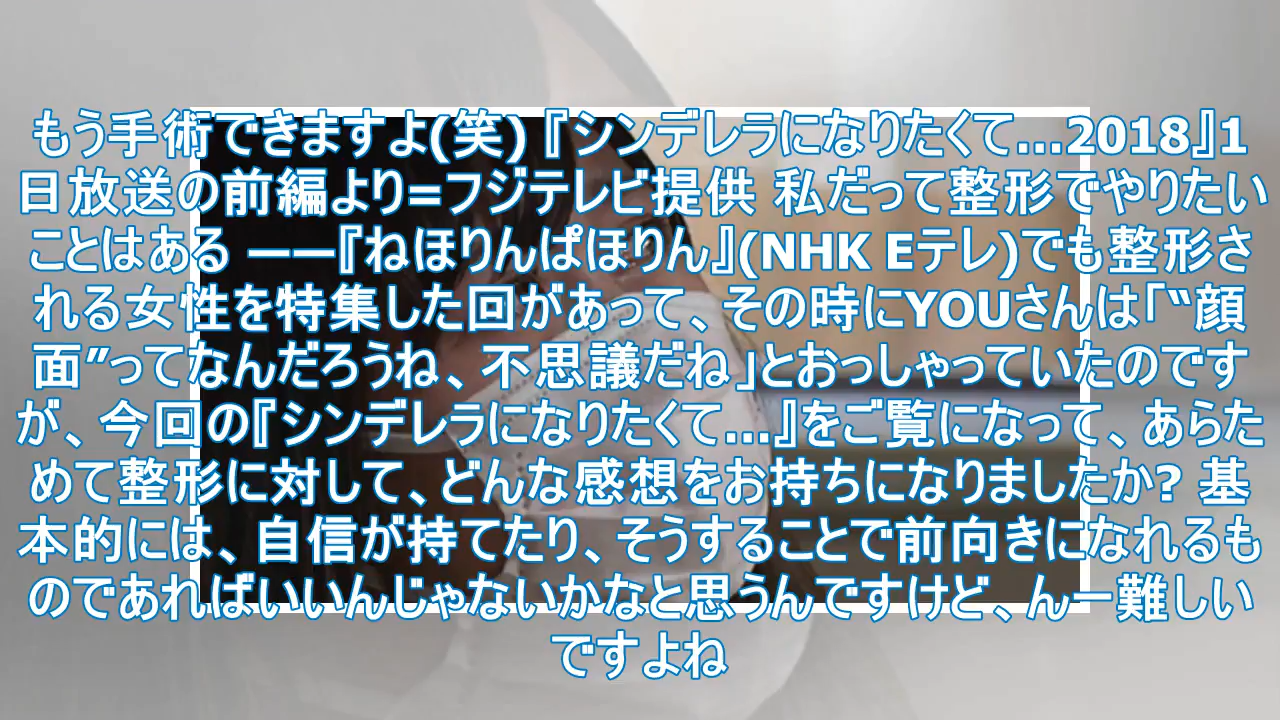 もう手術できますよ(笑)『シンデレラになりたくて…2018』1
日放送の前編より=フジテレビ提供 私だって整形でやりたい
ことはある ――『ねほりんぱほりん』(NHK Eテレ)でも整形さ
れる女性を特集した回があって、その時にYOUさんは「“顔
面”ってなんだろうね、不思議だね」とおっしゃっていたのです
が、今回の『シンデレラになりたくて…』をご覧になって、あらた
めて整形に対して、どんな感想をお持ちになりましたか? 基
本的には、自信が持てたり、そうすることで前向きになれるも
のであればいいんじゃないかなと思うんですけど、んー難しい
ですよね